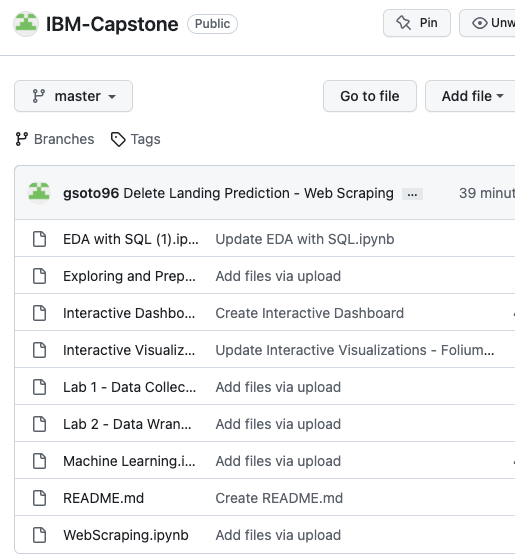 IBM-Capstone Public Pin Unw
master Go to file Add file
Branches Tags
gsoto96 Delete Landing Prediction - Web Scraping ... 39 minut
EDA with SQL (1).ip... Update EDA with SQL.ipynb
Exploring and Prep... Add files via upload
Interactive Dashbo... Create Interactive Dashboard
Interactive Visualiz... Update Interactive Visualizations - Folium...
Lab 1 - Data Collec... Add files via upload
Lab 2 - Data Wran... Add files via upload
Machine Learning.i... Add files via upload
README.md Create README.md
WebScraping.ipynb Add files via upload